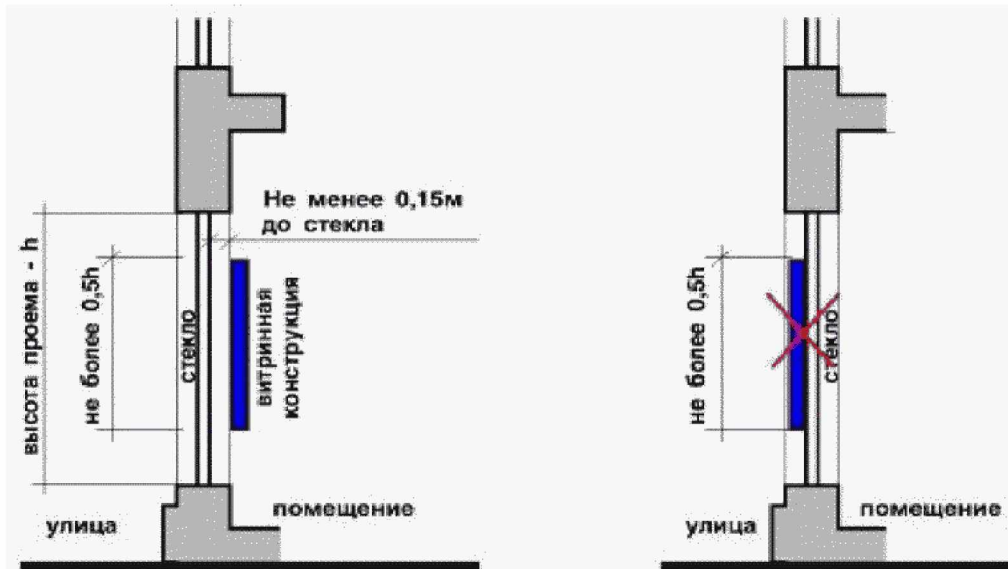 Не менее 0,15м
до стекла
высота проема - h
не более 0,5h
стекло
витринная
конструкция
улица
помещение
не более 0,5h
стекло
улица
помещение